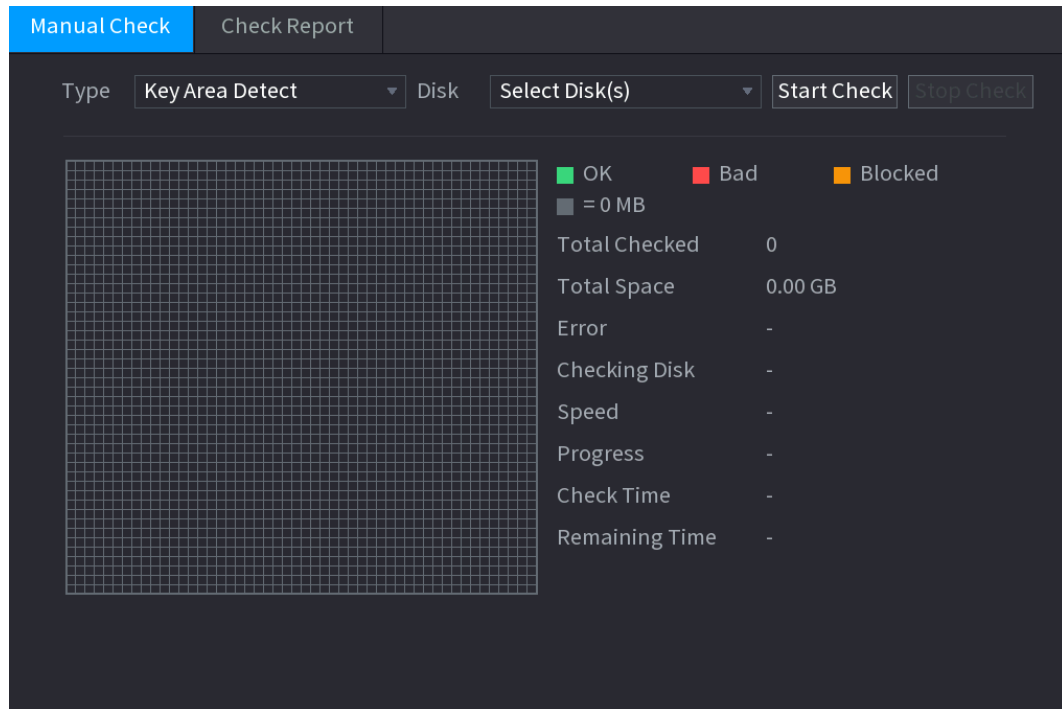 Manual Check Check Report
Type Key Area Detect Disk Select Disk(s) Start Check Stop Check
OK Bad Blocked
= 0 MB
Total Checked 0
Total Space 0.00 GB
Error -
Checking Disk -
Speed -
Progress -
Check Time -
Remaining Time -